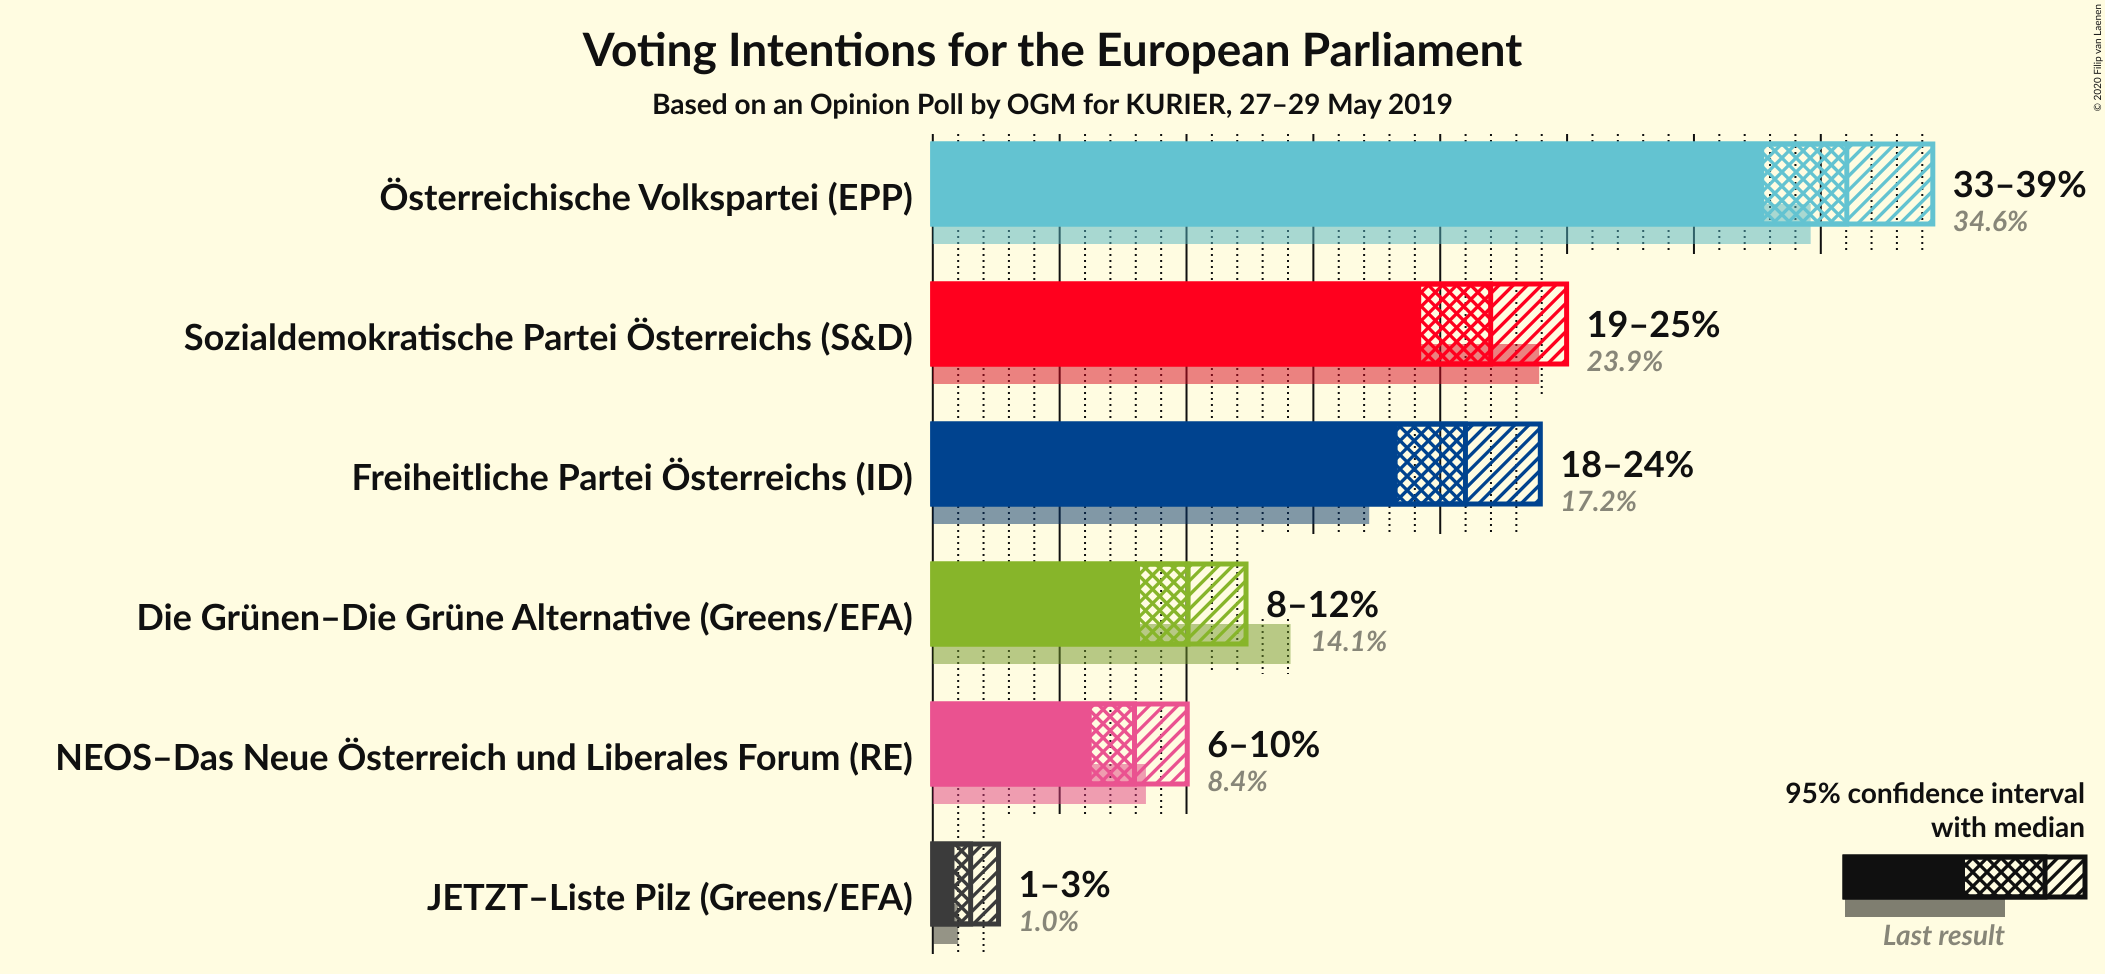 Voting Intentions for the European Parliament
Based on an Opinion Poll by OGM for KURIER, 27–29 May 2019
© 2020 Filip van Laenen
Österreichische Volkspartei (EPP)
33–39%
34.6%
Sozialdemokratische Partei Österreichs (S&D)
19–25%
23.9%
Freiheitliche Partei Österreichs (ID)
18–24%
17.2%
Die Grünen–Die Grüne Alternative (Greens/EFA)
8–12%
14.1%
NEOS–Das Neue Österreich und Liberales Forum (RE)
6–10%
8.4%
JETZT–Liste Pilz (Greens/EFA)
1–3%
1.0%
95% confidence interval
with median
Last result